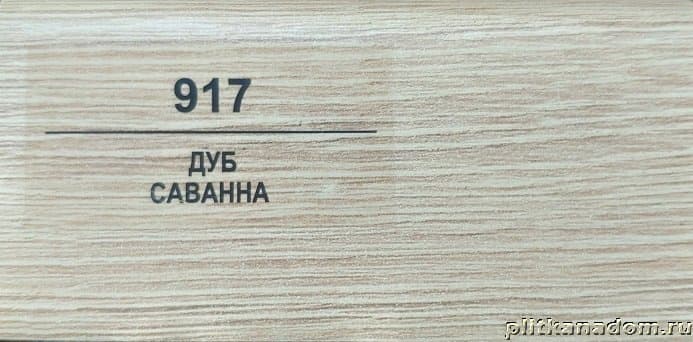 917
ДУБ
САВАННА
plitkanadom.ru